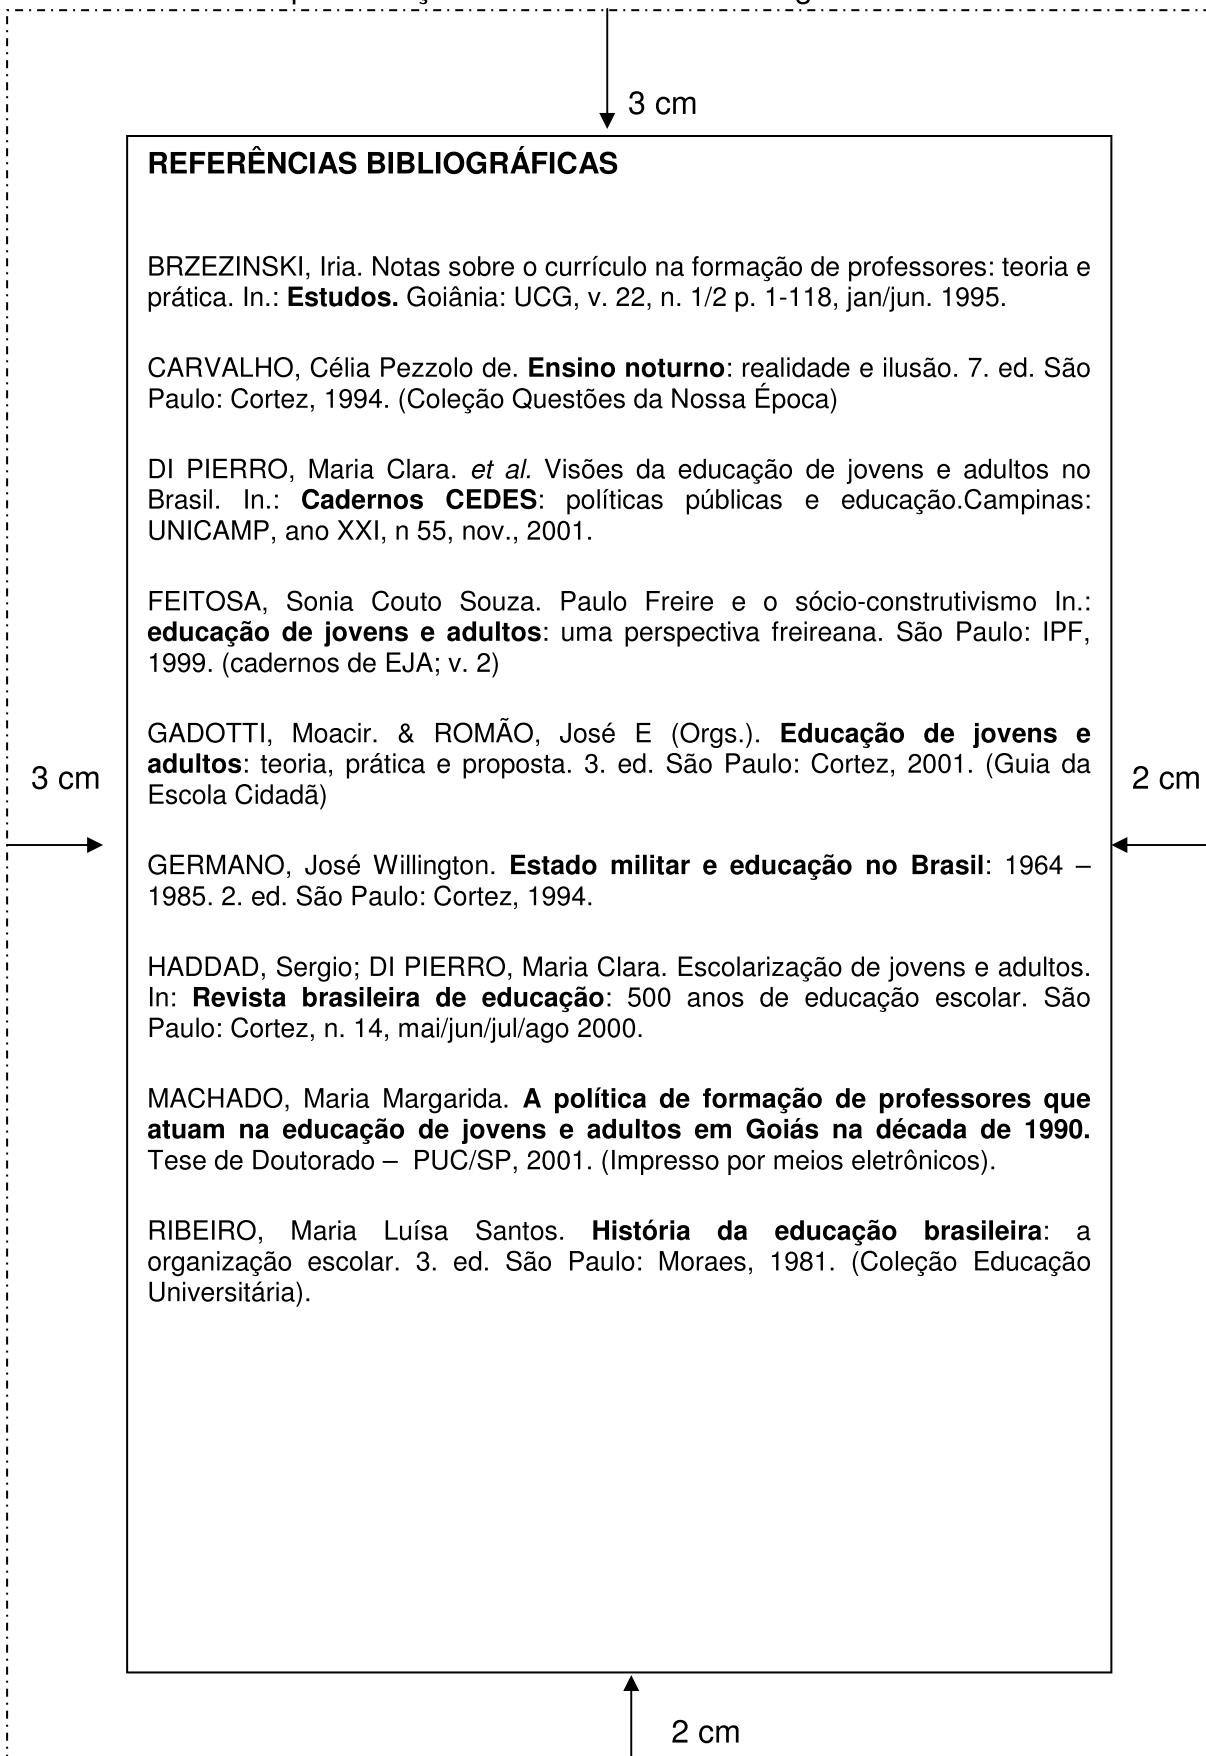 3 cm
REFERÊNCIAS BIBLIOGRÁFICAS
BRZEZINSKI, Iria. Notas sobre o currículo na formação de professores: teoria e
prática. In.: Estudos. Goiânia: UCG, v. 22, n. 1/2 p. 1-118, jan/jun. 1995.
CARVALHO, Célia Pezzolo de. Ensino noturno: realidade e ilusão. 7. ed. São
Paulo: Cortez, 1994. (Coleção Questões da Nossa Época)
DI PIERRO, Maria Clara. et al. Visões da educação de jovens e adultos no
Brasil. In.: Cadernos CEDES: políticas públicas e educação.Campinas:
UNICAMP, ano XXI, n 55, nov., 2001.
FEITOSA, Sonia Couto Souza. Paulo Freire e o sócio-construtivismo In.:
educação de jovens e adultos: uma perspectiva freireana. São Paulo: IPF,
1999. (cadernos de EJA; v. 2)
GADOTTI, Moacir. & ROMÃO, José E (Orgs.). Educação de jovens e
adultos: teoria, prática e proposta. 3. ed. São Paulo: Cortez, 2001. (Guia da
Escola Cidadã)
3 cm
2 cm
GERMANO, José Willington. Estado militar e educação no Brasil: 1964 –
1985. 2. ed. São Paulo: Cortez, 1994.
HADDAD, Sergio; DI PIERRO, Maria Clara. Escolarização de jovens e adultos.
In: Revista brasileira de educação: 500 anos de educação escolar. São
Paulo: Cortez, n. 14, mai/jun/jul/ago 2000.
MACHADO, Maria Margarida. A política de formação de professores que
atuam na educação de jovens e adultos em Goiás na década de 1990.
Tese de Doutorado – PUC/SP, 2001. (Impresso por meios eletrônicos).
RIBEIRO, Maria Luísa Santos. História da educação brasileira: a
organização escolar. 3. ed. São Paulo: Moraes, 1981. (Coleção Educação
Universitária).
2 cm